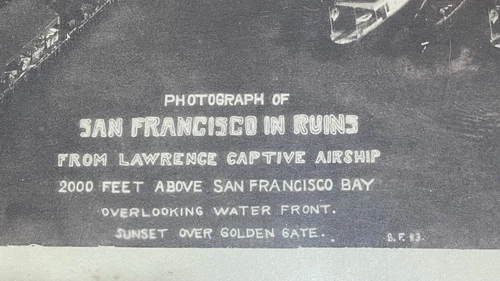 PHOTOGRAPH OF
SAN FRANCISCO IN RUINS
FROM LAWRENCE CAPTIVE AIRSHIP
2000 FEET ABOVE SAN FRANCISCO BAY
OVERLOOKING WATER FRONT.
SUNSET OVER GOLDEN GATE.